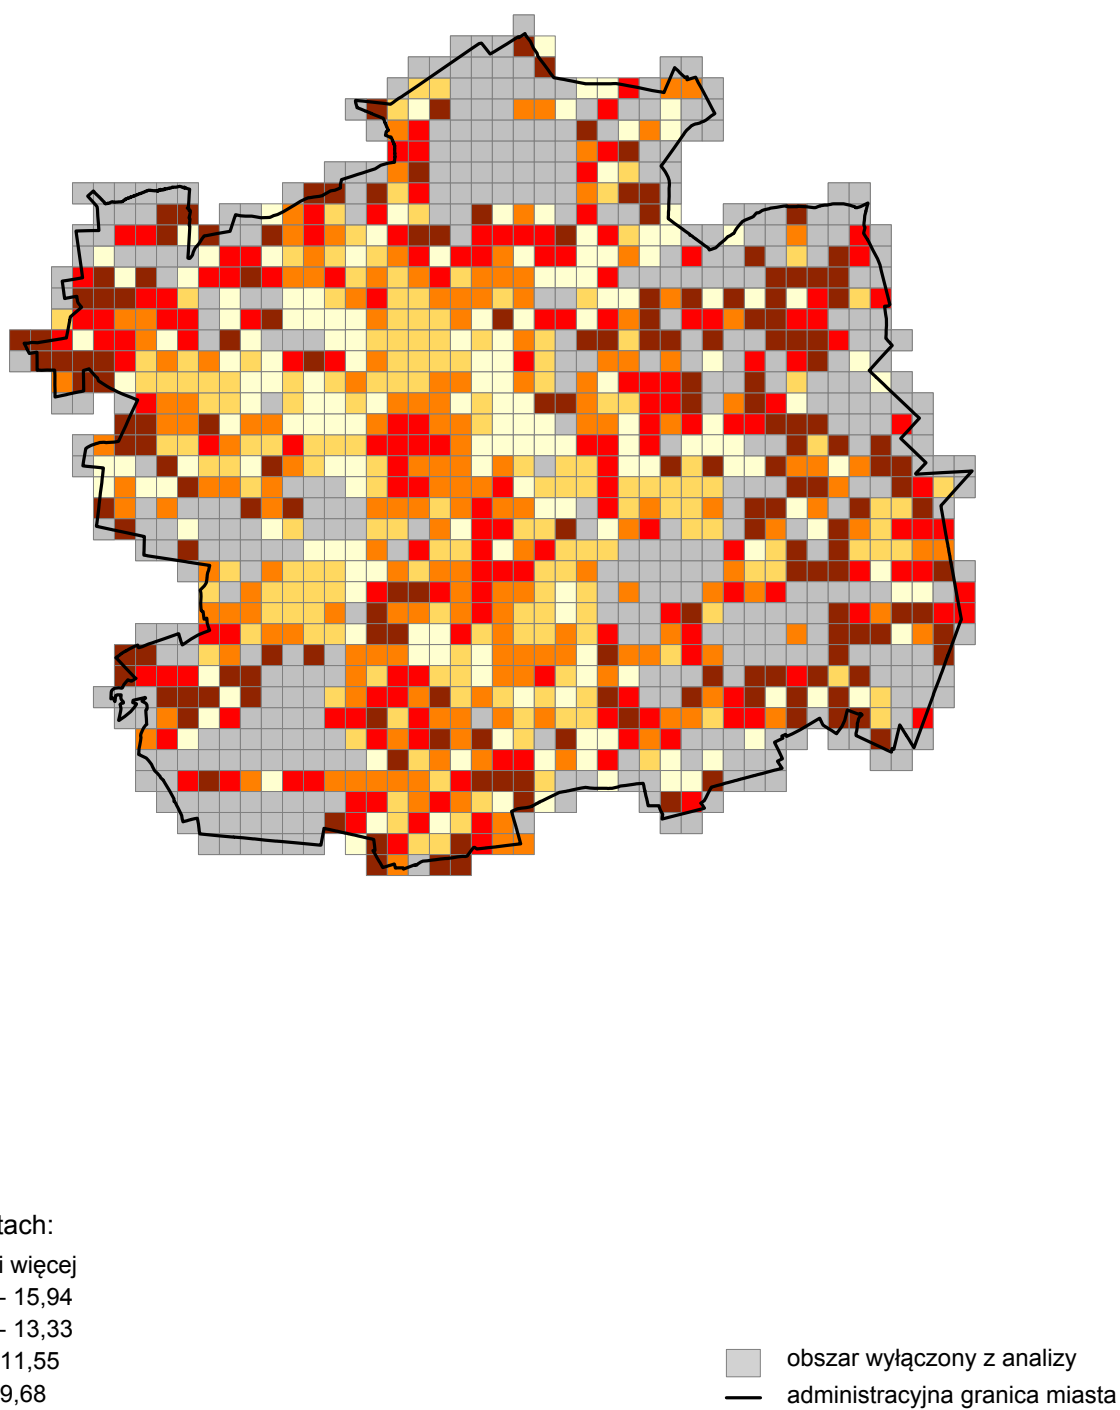 tach:
i więcej
- 15,94
- 13,33
11,55
9,68
obszar wyłączony z analizy
administracyjna granica miasta